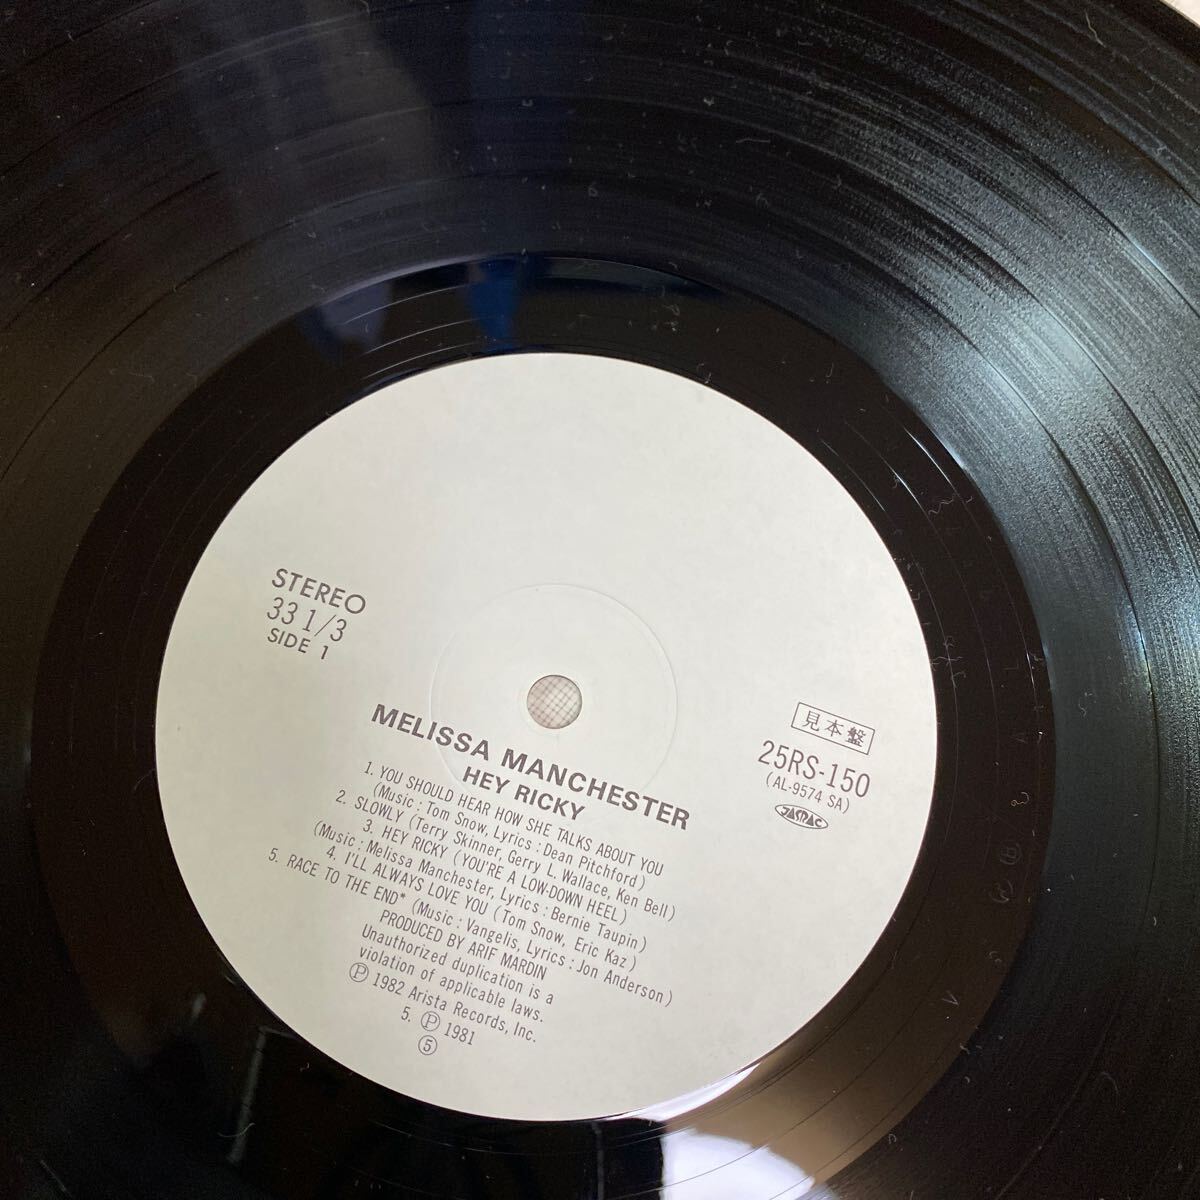 STEREO
33 1/3
SIDE 1
見本盤
25RS-150
(AL-9574 SA)
JASRAC
MELISSA MANCHESTER
HEY RICKY
1. YOU SHOULD HEAR HOW SHE TALKS ABOUT YOU
(Music : Tom Snow, Lyrics : Dean Pitchford)
2. SLOWLY (Terry Skinner, Gerry L. Wallace, Ken Bell)
3. HEY RICKY (YOU'RE A LOW-DOWN HEEL)
(Music : Melissa Manchester, Lyrics : Bernie Taupin)
4. I'LL ALWAYS LOVE YOU (Tom Snow, Eric Kaz)
5. RACE TO THE END* (Music : Vangelis, Lyrics : Jon Anderson)
PRODUCED BY ARIF MARDIN
Unauthorized duplication is a
violation of applicable laws.
Ⓟ 1982 Arista Records, Inc.
5. Ⓟ 1981
⑤